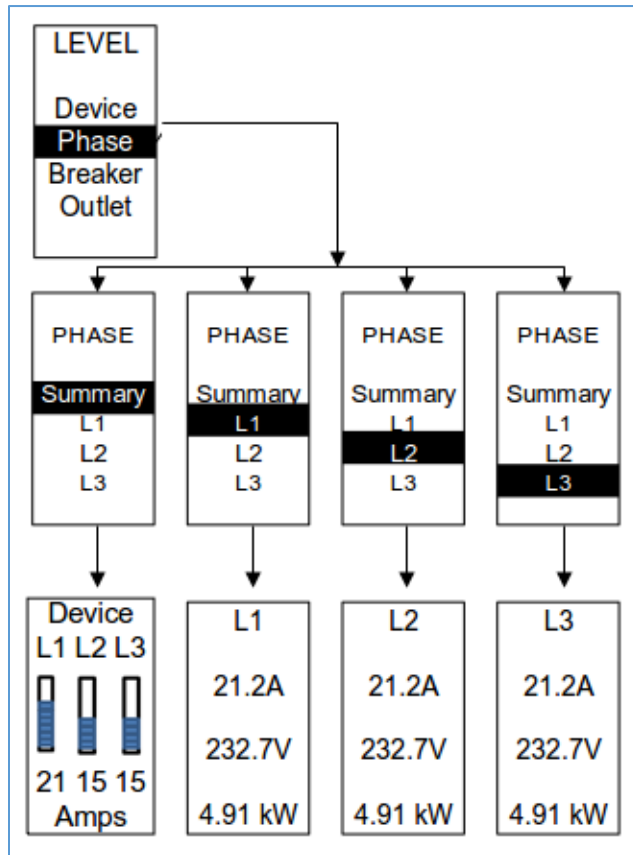 LEVEL
Device
Phase
Breaker
Outlet
PHASE
Summary
L1
L2
L3
PHASE
Summary
L1
L2
L3
PHASE
Summary
L1
L2
L3
PHASE
Summary
L1
L2
L3
Device
L1 L2 L3
21 15 15
Amps
L1
21.2A
232.7V
4.91 kW
L2
21.2A
232.7V
4.91 kW
L3
21.2A
232.7V
4.91 kW